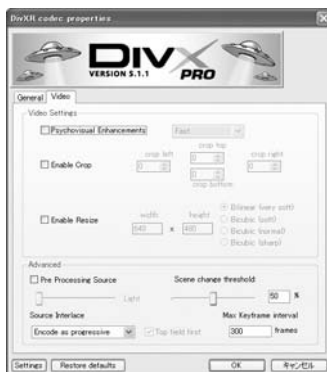 DivXR codec properties
DIVX
VERSION 5.1.1 PRO
General Video
Video Settings
Psychovisual Enhancements Fast
crop top
crop left crop right
Enable Crop 0 0 0
0
crop bottom
width height
Enable Resize 640 x 480
Bilinear (very soft)
Bicubic (soft)
Bicubic (normal)
Bicubic (sharp)
Advanced
Pre Processing Source Scene change threshold
Light 50 %
Source Interlace Max Keyframe interval
Encode as progressive Top field first 300 frames
Settings Restore defaults OK キャンセル